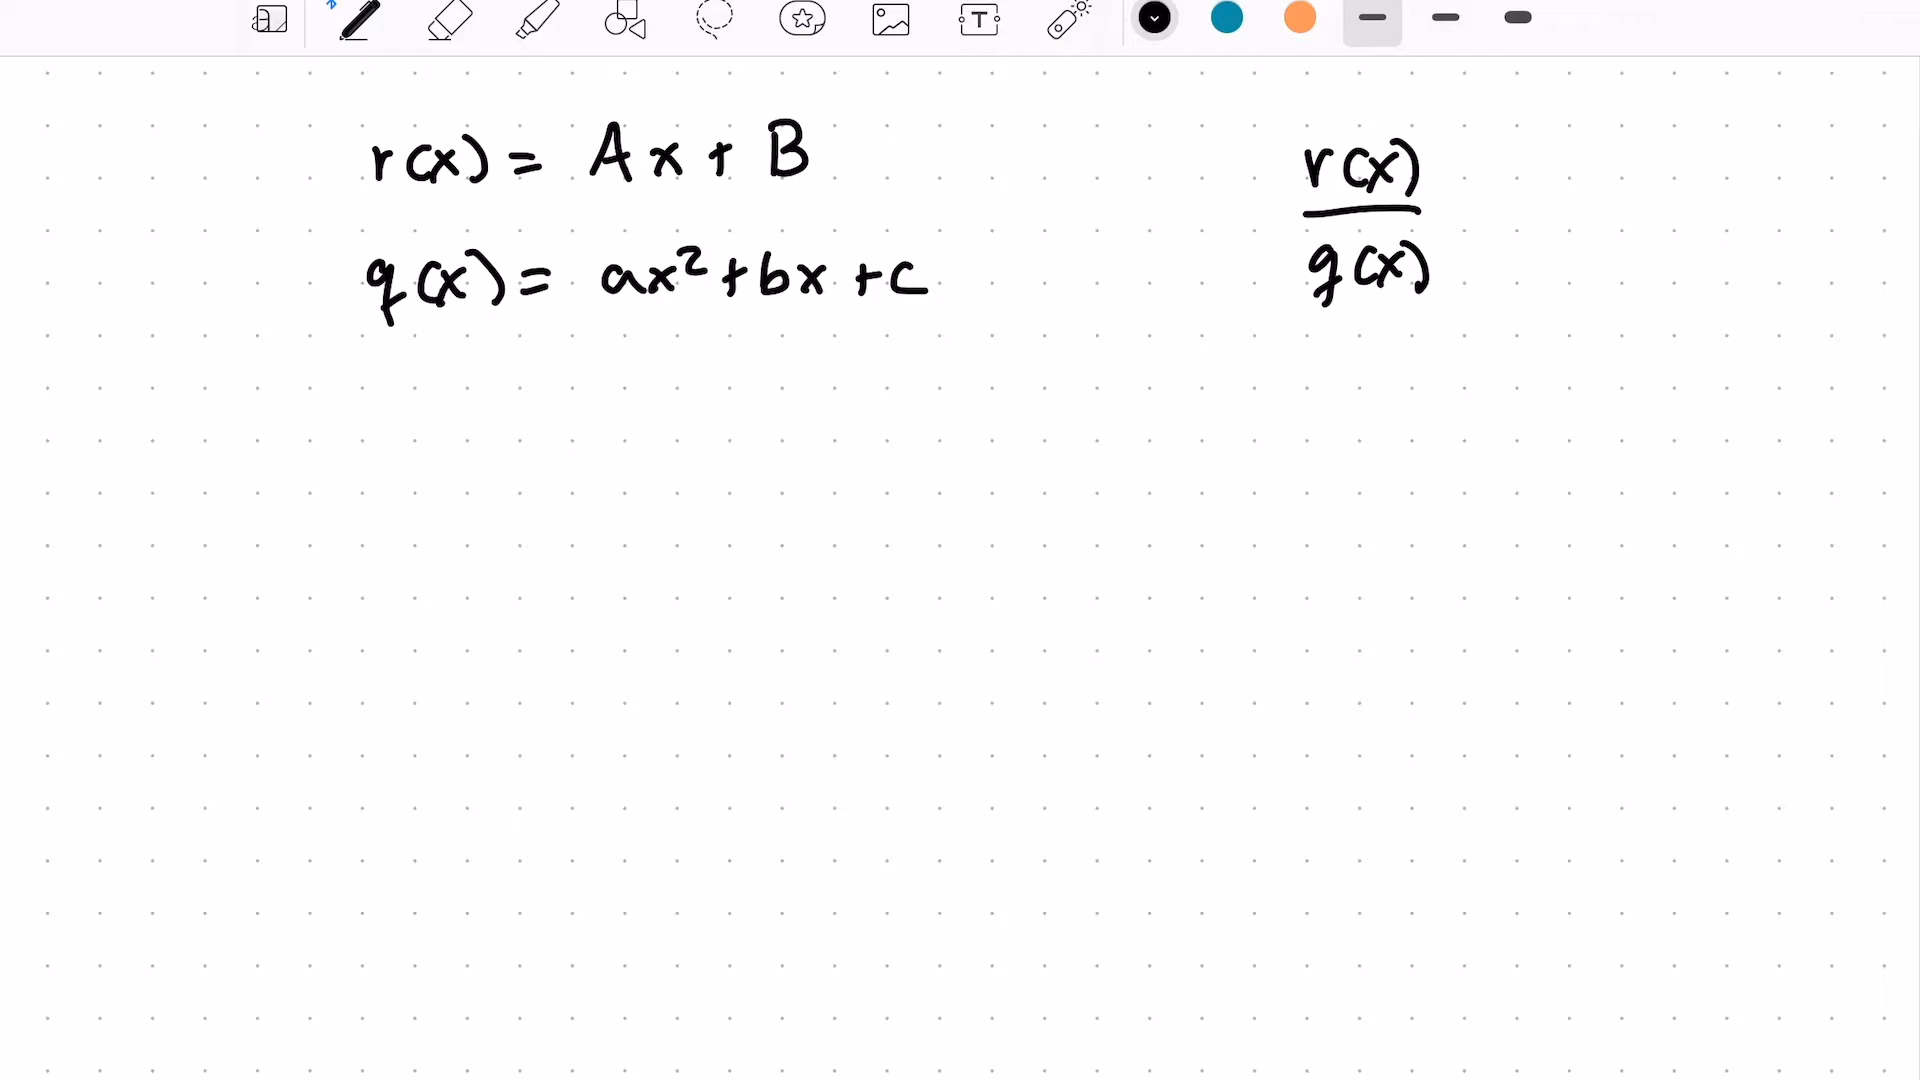 r(x) = Ax + B
q(x) = ax² + bx + c
r(x)
g(x)